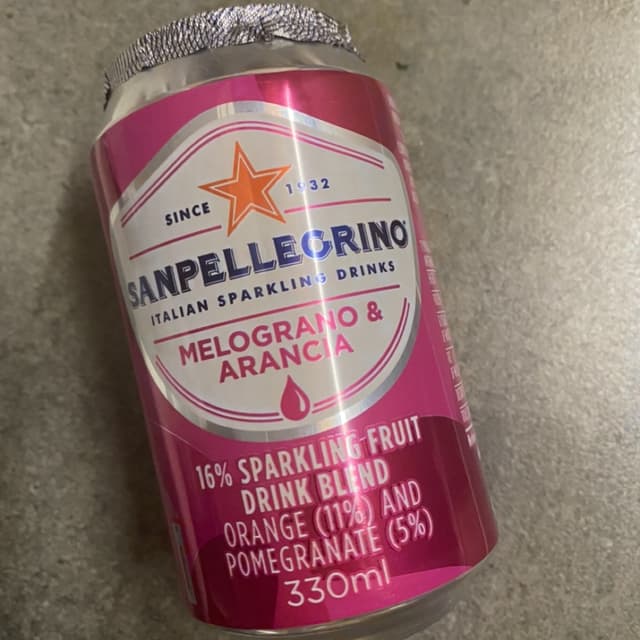 SINCE 1932
SANPELLEGRINO
ITALIAN SPARKLING DRINKS
MELOGRANO &
ARANCIA
16% SPARKLING FRUIT
DRINK BLEND
ORANGE (11%) AND
POMEGRANATE (5%)
330ml